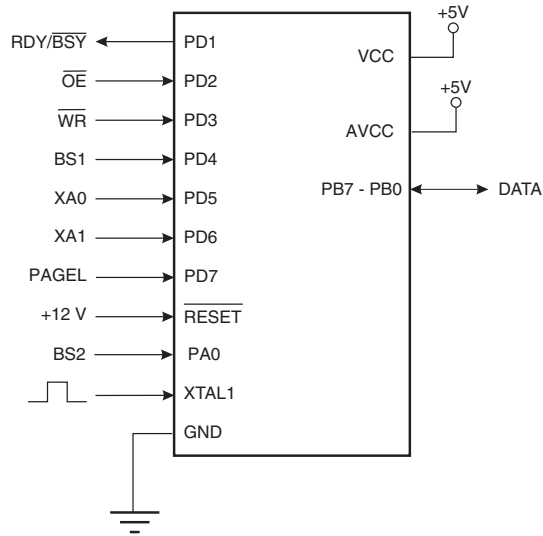 RDY/BSY PD1
OE PD2
WR PD3
BS1 PD4
XA0 PD5
XA1 PD6
PAGEL PD7
+12 V RESET
BS2 PA0
XTAL1
GND
+5V
VCC
+5V
AVCC
PB7 - PB0 DATA